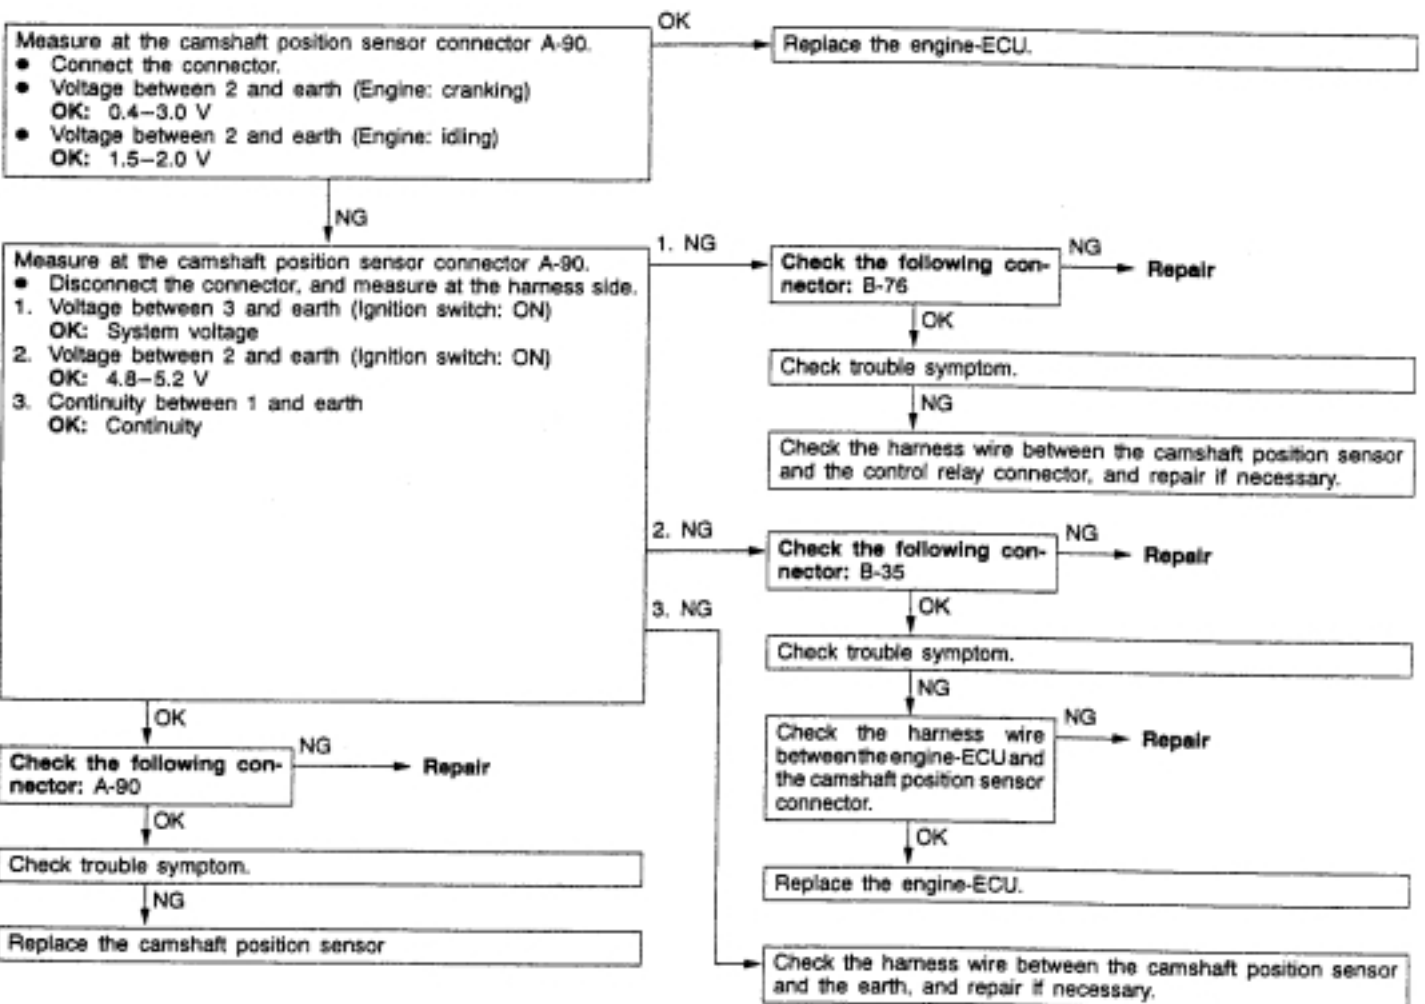 OK
Measure at the camshaft position sensor connector A-90.
● Connect the connector.
● Voltage between 2 and earth (Engine: cranking)
OK: 0.4–3.0 V
● Voltage between 2 and earth (Engine: idling)
OK: 1.5–2.0 V
Replace the engine-ECU.
NG
Measure at the camshaft position sensor connector A-90.
● Disconnect the connector, and measure at the harness side.
1. Voltage between 3 and earth (Ignition switch: ON)
OK: System voltage
2. Voltage between 2 and earth (Ignition switch: ON)
OK: 4.8–5.2 V
3. Continuity between 1 and earth
OK: Continuity
1. NG
Check the following con-
nector: B-76
NG
Repair
OK
Check trouble symptom.
NG
Check the harness wire between the camshaft position sensor
and the control relay connector, and repair if necessary.
2. NG
Check the following con-
nector: B-35
NG
Repair
OK
Check trouble symptom.
NG
Check the harness wire
between the engine-ECU and
the camshaft position sensor
connector.
NG
Repair
OK
Replace the engine-ECU.
3. NG
Check the harness wire between the camshaft position sensor
and the earth, and repair if necessary.
OK
Check the following con-
nector: A-90
NG
Repair
OK
Check trouble symptom.
NG
Replace the camshaft position sensor